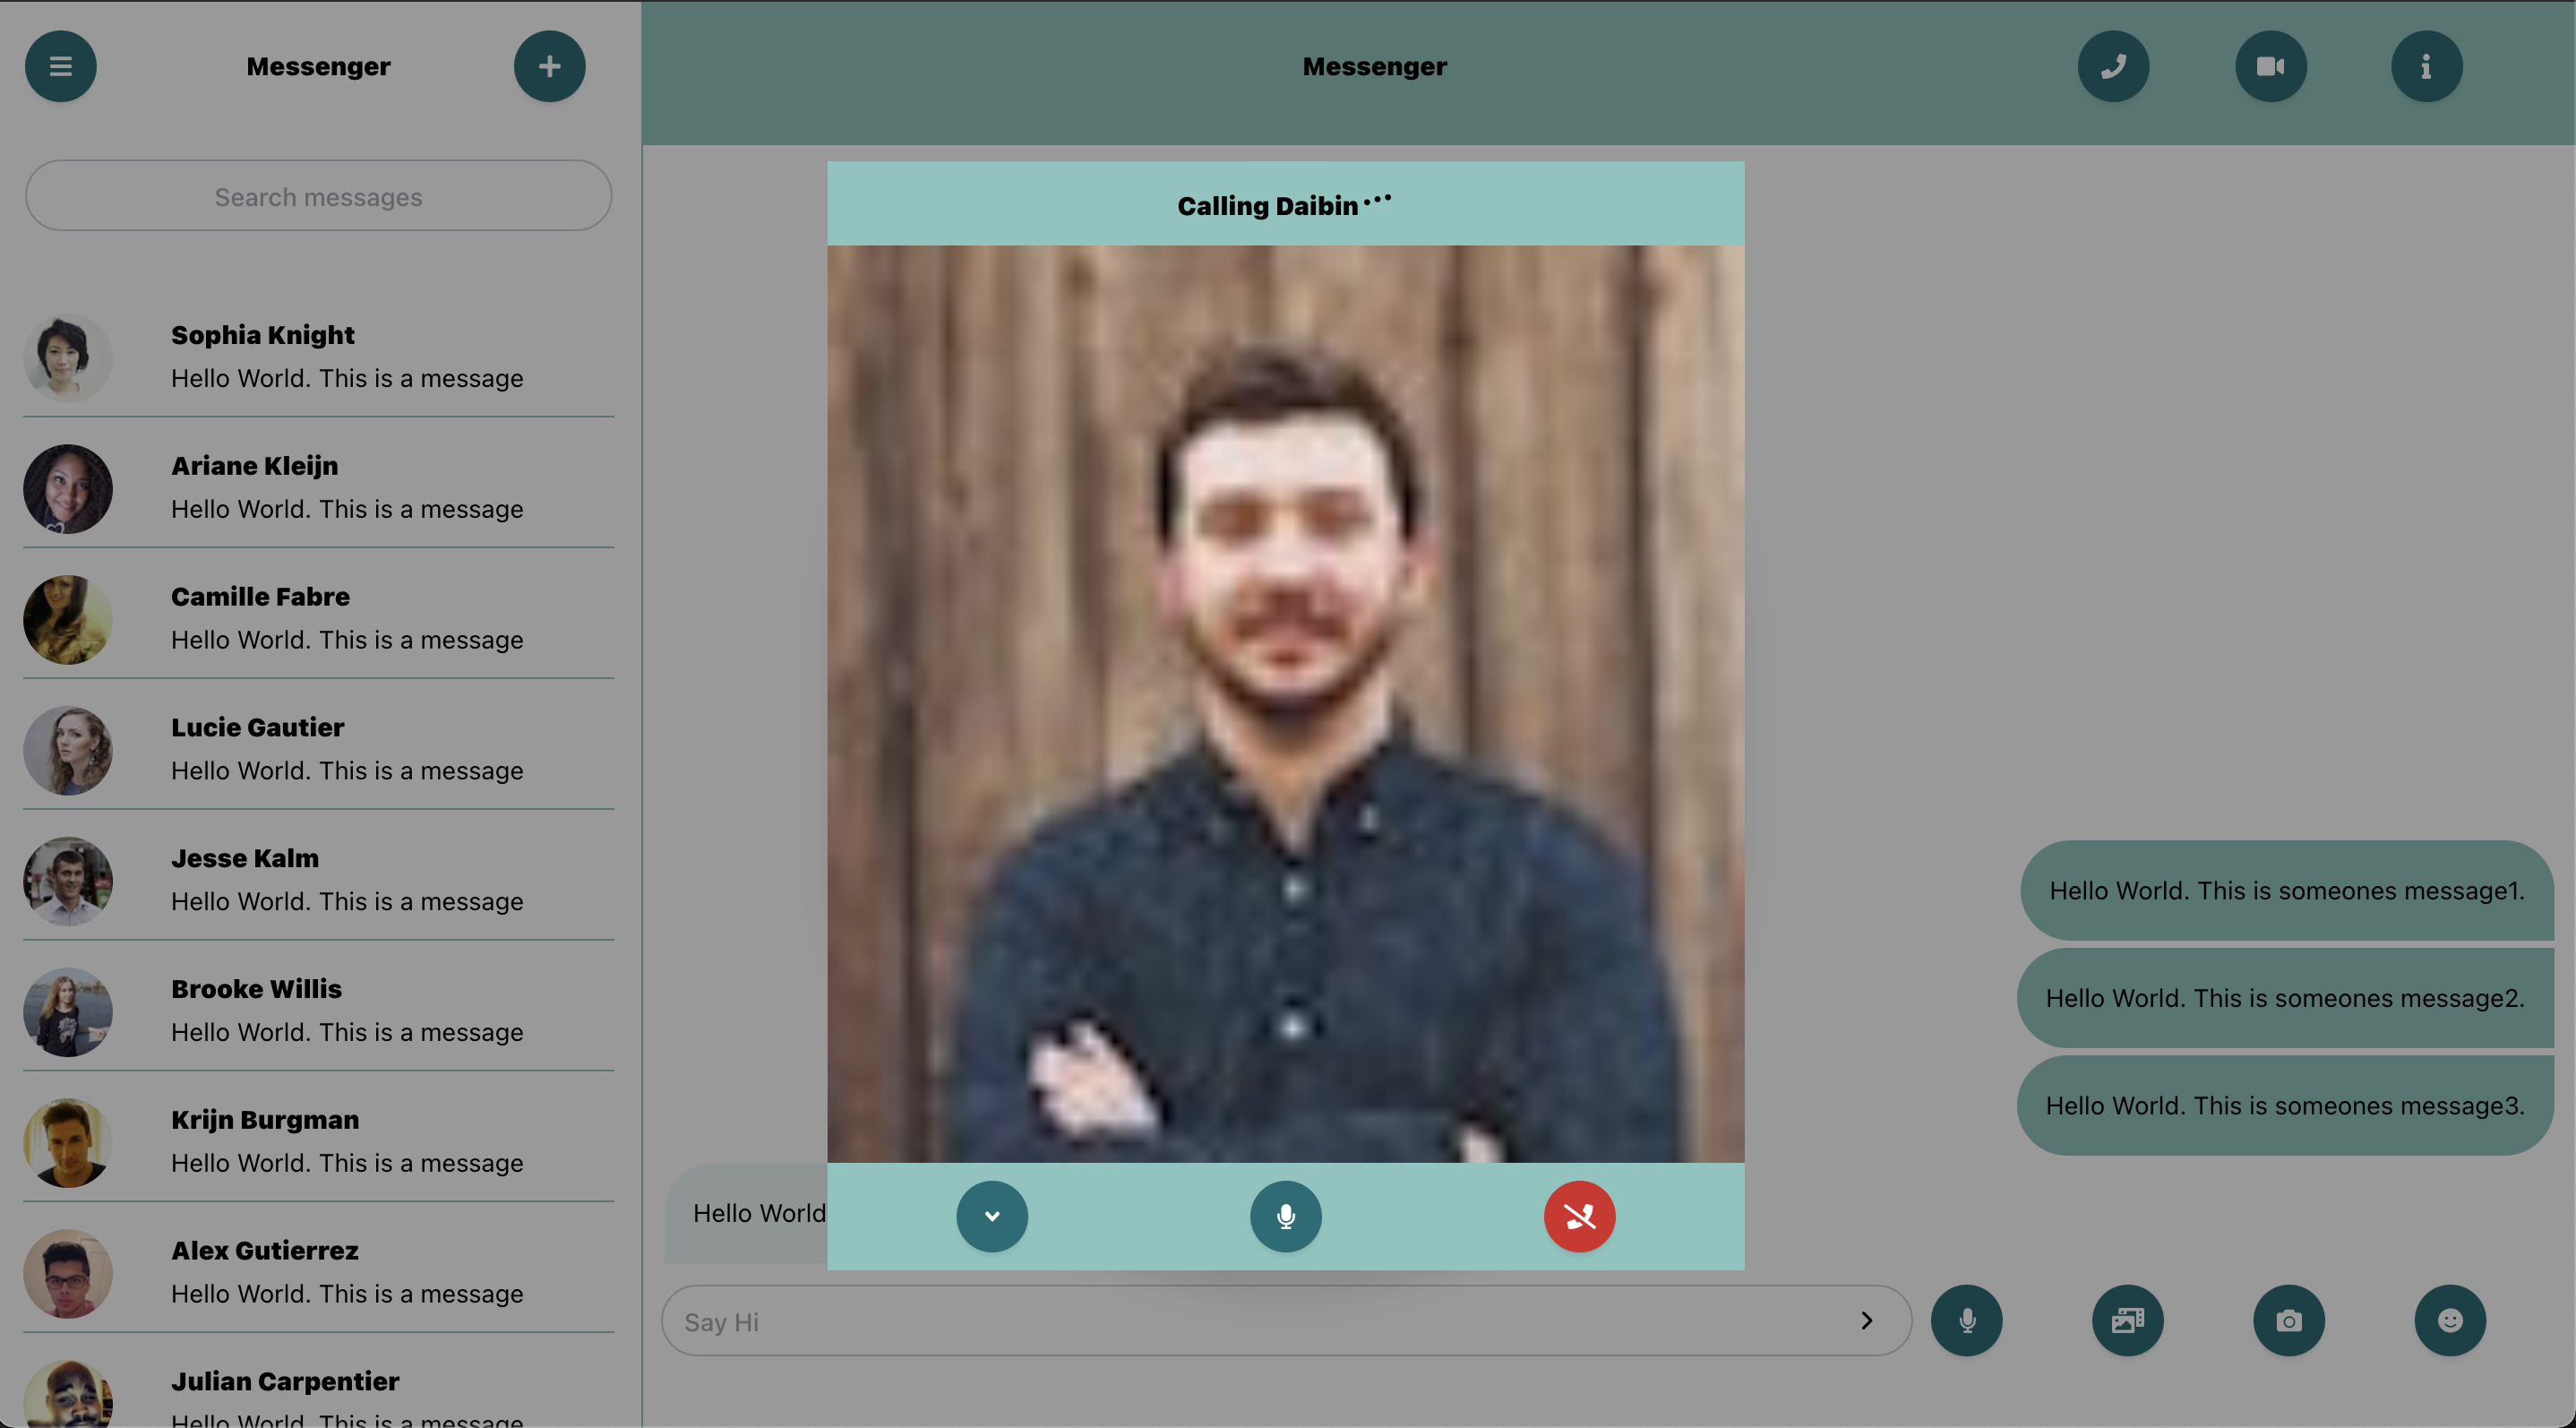 Messenger
Search messages
Sophia Knight
Hello World. This is a message
Ariane Kleijn
Hello World. This is a message
Camille Fabre
Hello World. This is a message
Lucie Gautier
Hello World. This is a message
Jesse Kalm
Hello World. This is a message
Brooke Willis
Hello World. This is a message
Krijn Burgman
Hello World. This is a message
Alex Gutierrez
Hello World. This is a message
Julian Carpentier
Hello World. This is a message
Messenger
Calling Daibin...
Hello World. This is someones message1.
Hello World. This is someones message2.
Hello World. This is someones message3.
Hello World
Say Hi